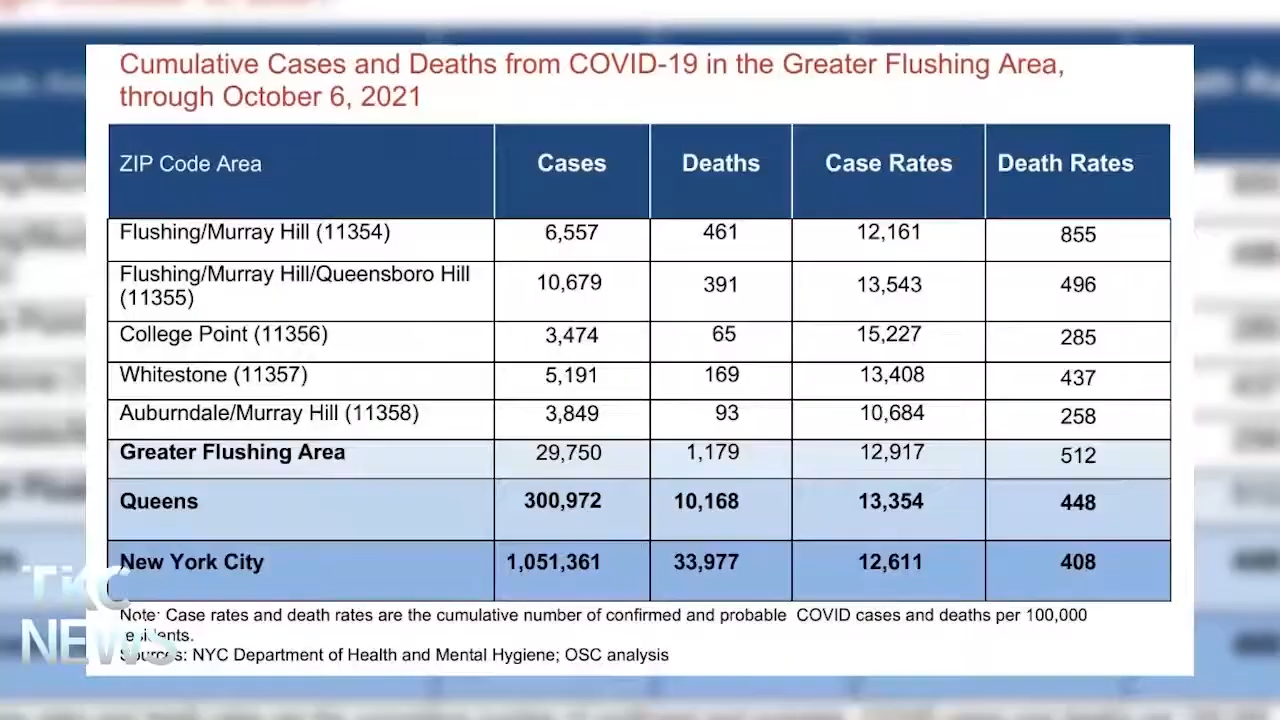 Cumulative Cases and Deaths from COVID-19 in the Greater Flushing Area,
through October 6, 2021
ZIP Code Area Cases Deaths Case Rates Death Rates
Flushing/Murray Hill (11354) 6,557 461 12,161 855
Flushing/Murray Hill/Queensboro Hill
(11355) 10,679 391 13,543 496
College Point (11356) 3,474 65 15,227 285
Whitestone (11357) 5,191 169 13,408 437
Auburndale/Murray Hill (11358) 3,849 93 10,684 258
Greater Flushing Area 29,750 1,179 12,917 512
Queens 300,972 10,168 13,354 448
New York City 1,051,361 33,977 12,611 408
Note: Case rates and death rates are the cumulative number of confirmed and probable COVID cases and deaths per 100,000
residents.
Sources: NYC Department of Health and Mental Hygiene; OSC analysis
TKC
NEWS